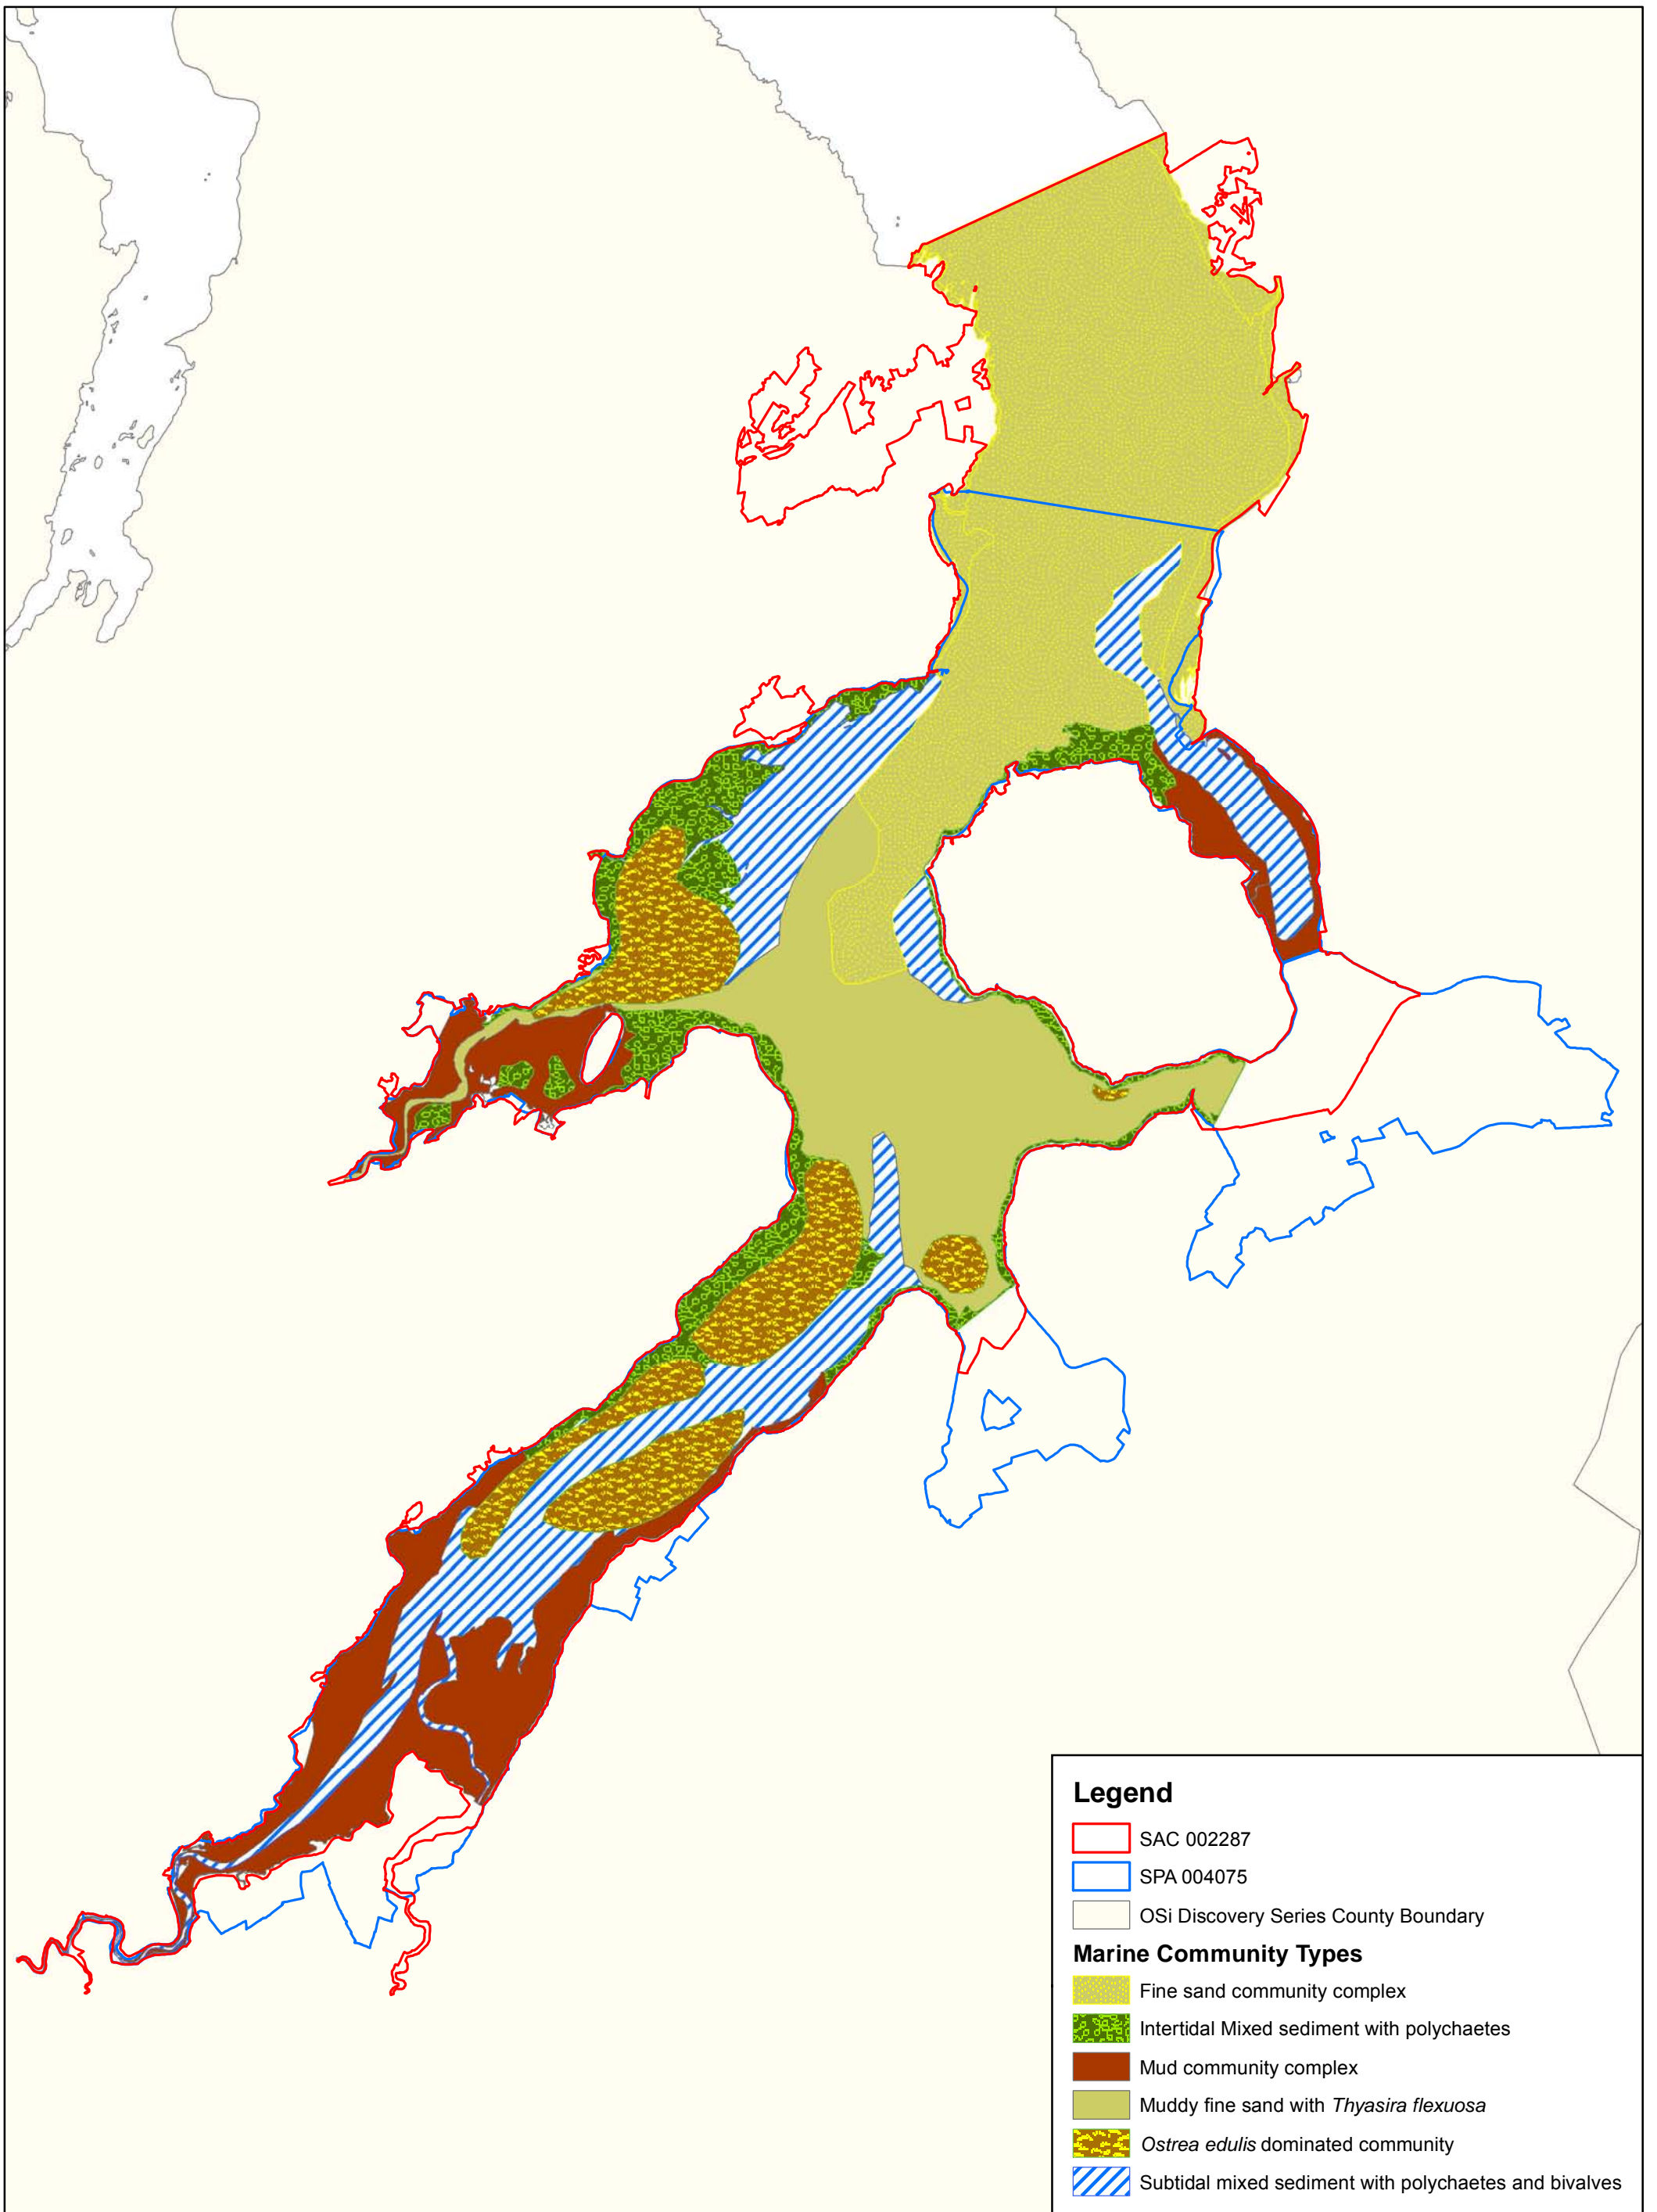 Legend
SAC 002287
SPA 004075
OSi Discovery Series County Boundary
Marine Community Types
Fine sand community complex
Intertidal Mixed sediment with polychaetes
Mud community complex
Muddy fine sand with Thyasira flexuosa
Ostrea edulis dominated community
Subtidal mixed sediment with polychaetes and bivalves